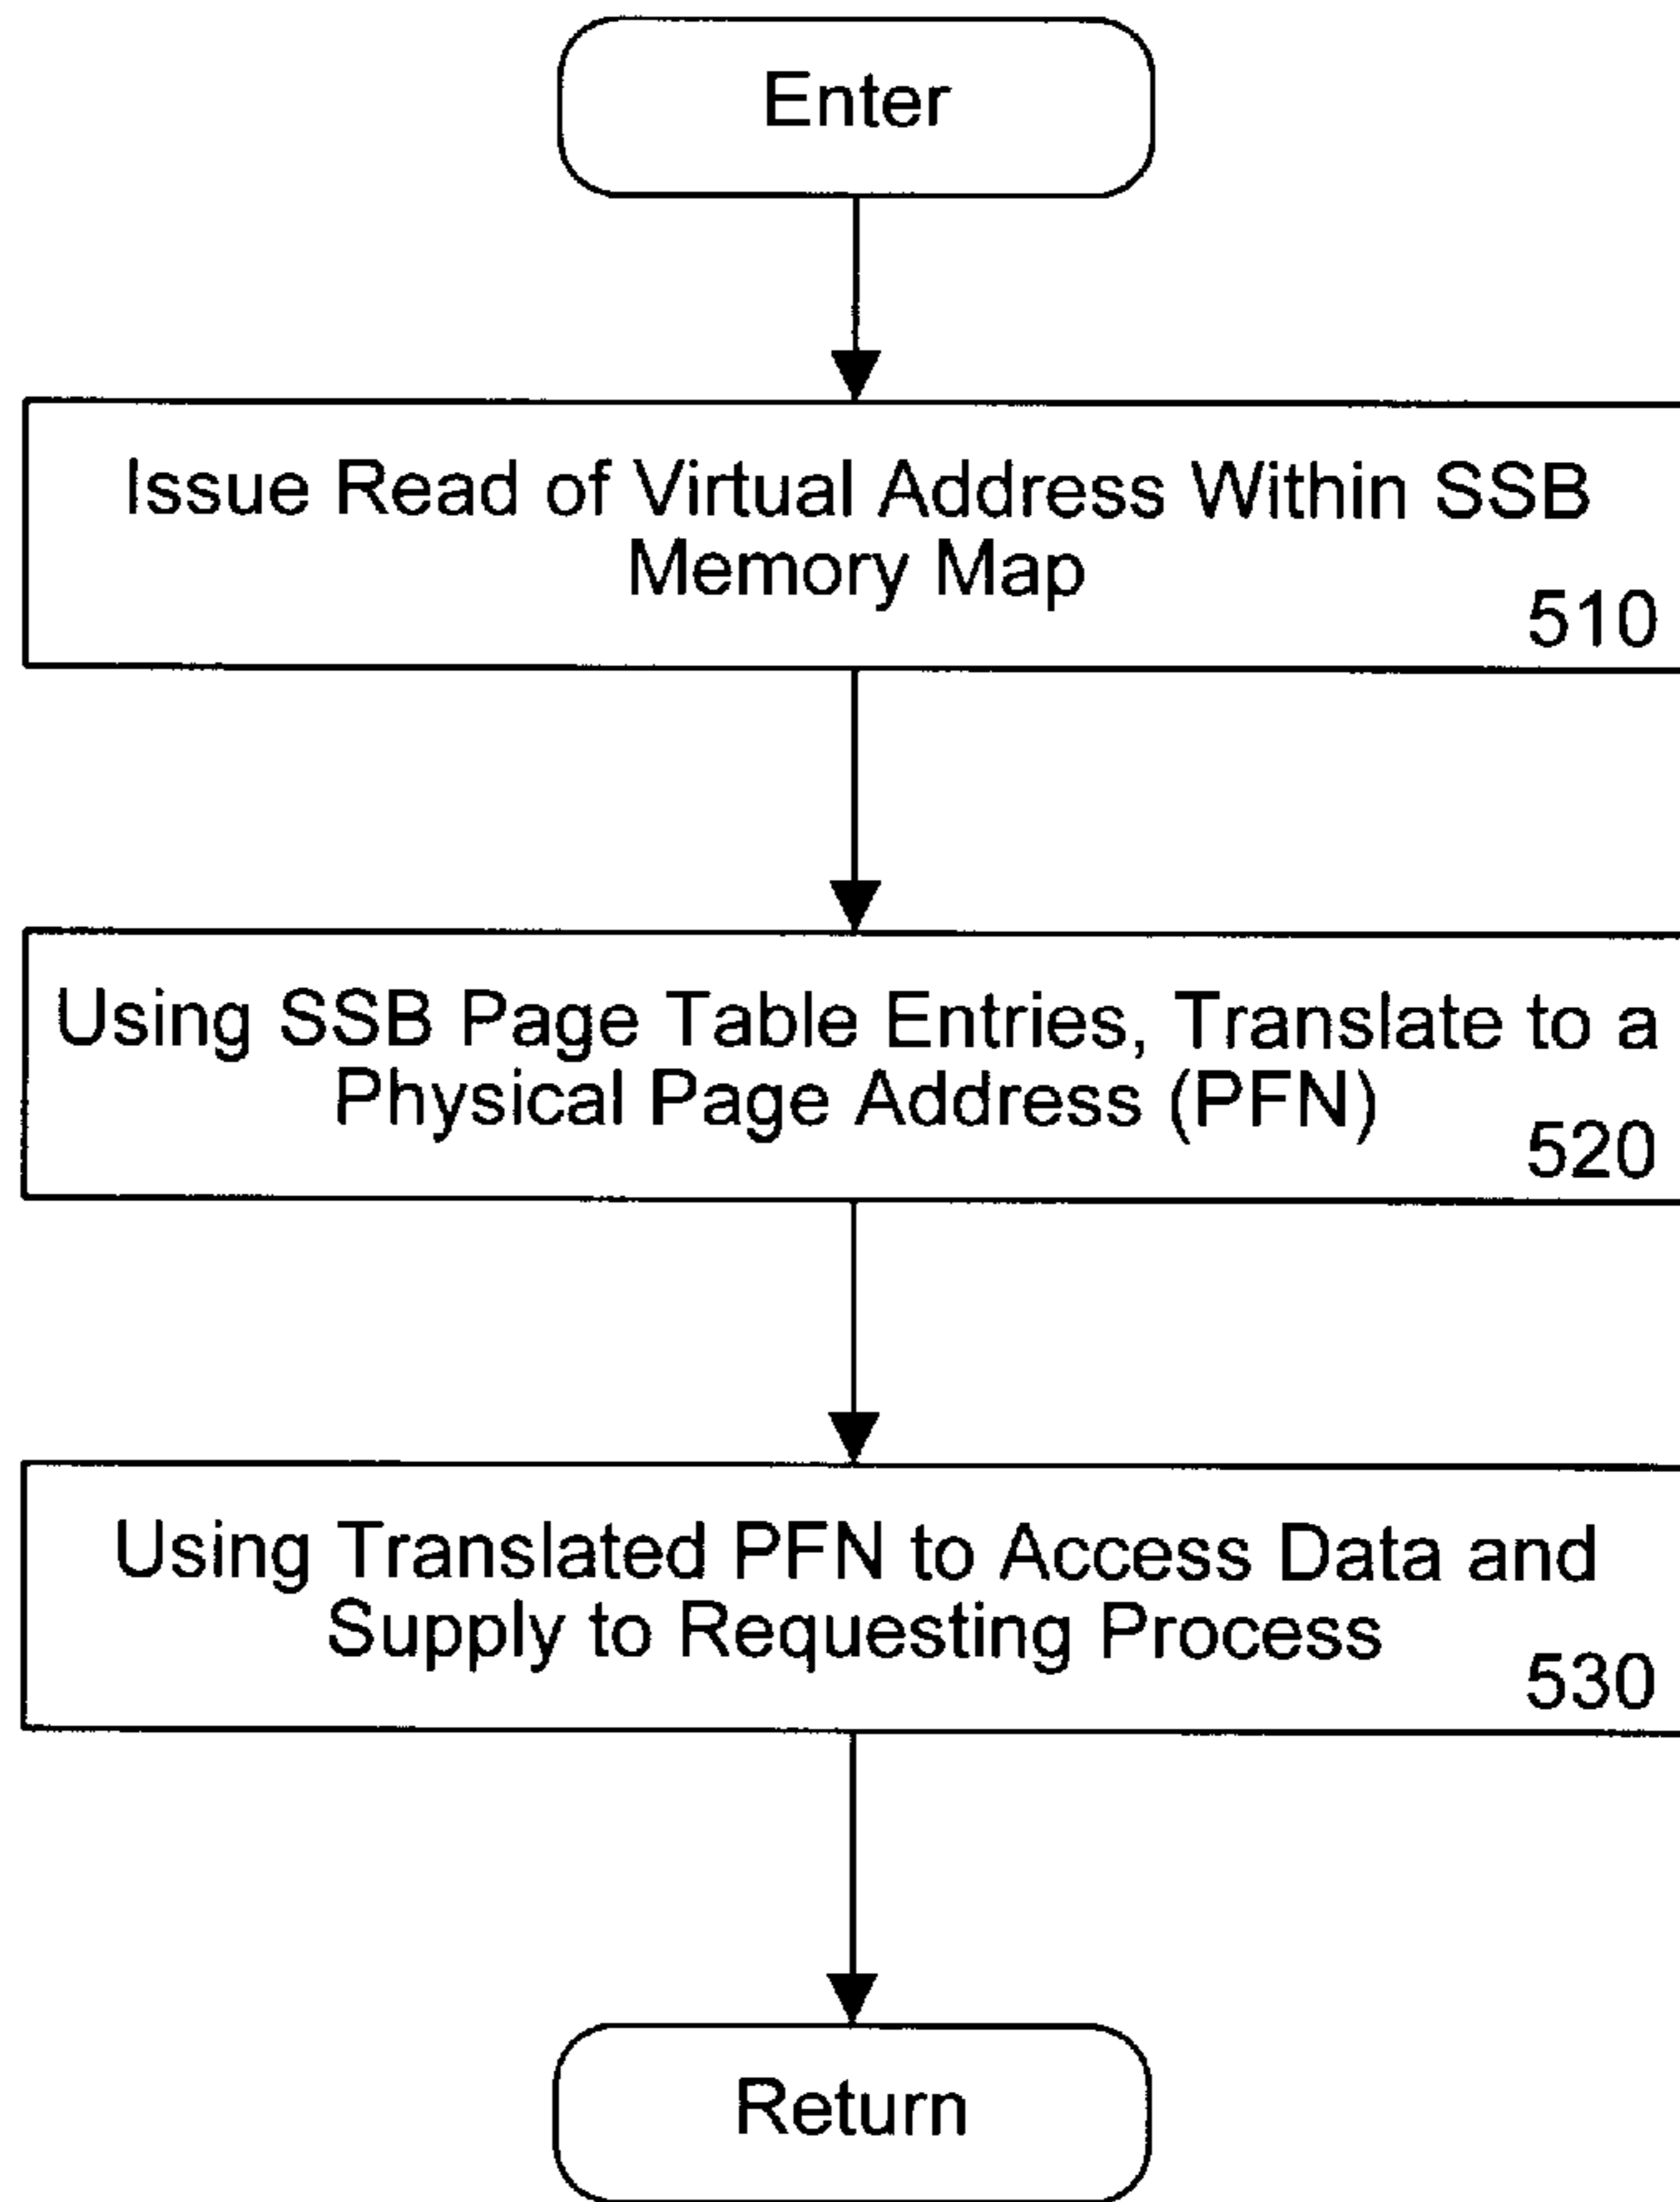 Enter
Issue Read of Virtual Address Within SSB
Memory Map
510
Using SSB Page Table Entries, Translate to a
Physical Page Address (PFN)
520
Using Translated PFN to Access Data and
Supply to Requesting Process
530
Return